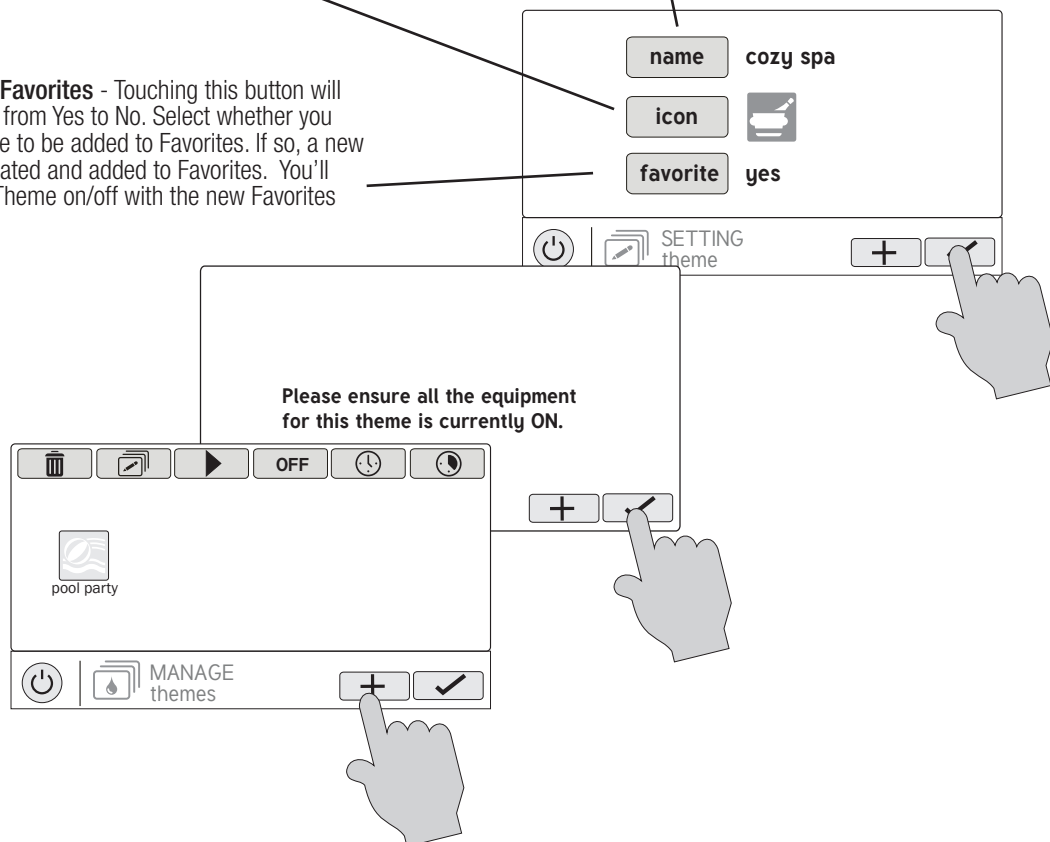 name cozy spa
Favorites - Touching this button will
from Yes to No. Select whether you
e to be added to Favorites. If so, a new
ated and added to Favorites. You'll
Theme on/off with the new Favorites
icon
favorite yes
SETTING
theme
Please ensure all the equipment
for this theme is currently ON.
OFF
pool party
MANAGE
themes